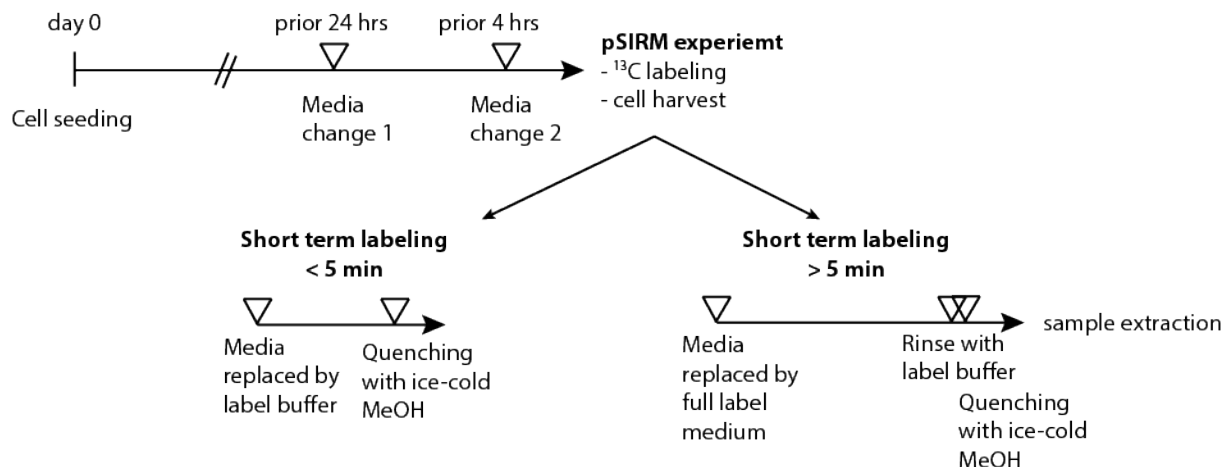 day 0
prior 24 hrs
prior 4 hrs
pSIRM experiemt
- ¹³C labeling
- cell harvest
Cell seeding
Media
change 1
Media
change 2
Short term labeling
< 5 min
Media
replaced by
label buffer
Quenching
with ice-cold
MeOH
Short term labeling
> 5 min
Media
replaced by
full label
medium
Rinse with
label buffer
Quenching
with ice-cold
MeOH
sample extraction